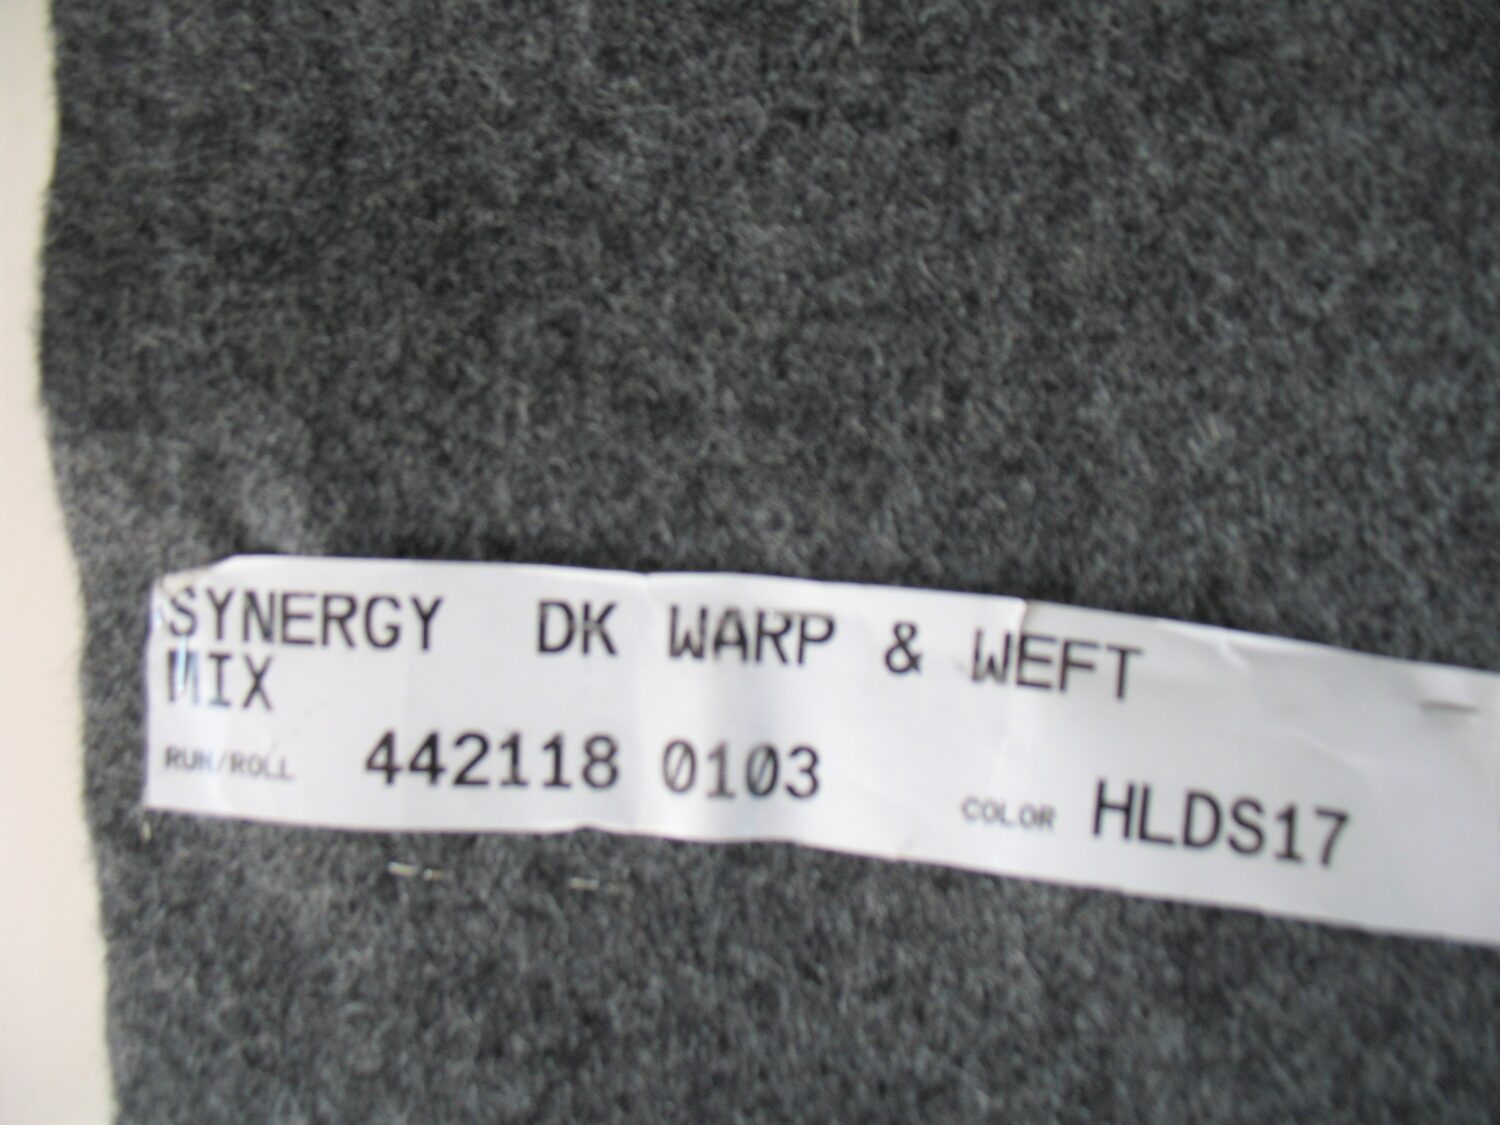 SYNERGY DK WARP & WEFT
MIX
RUN/ROLL 442118 0103 COLOR HLDS17